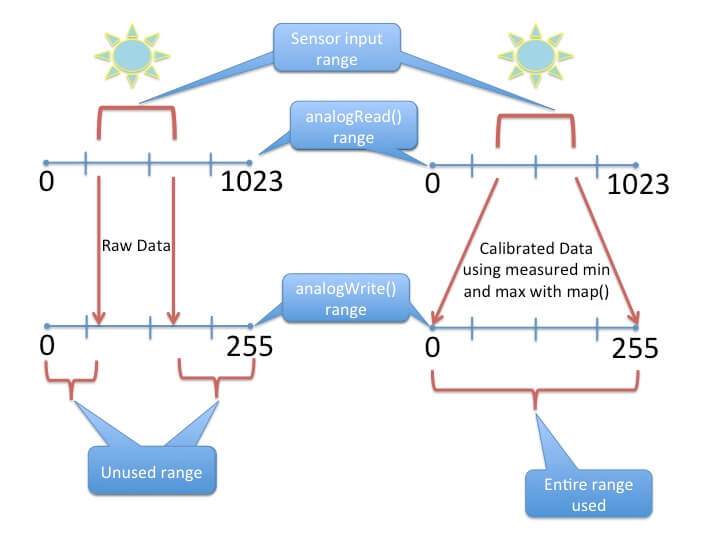 Sensor input
range
analogRead()
range
0
1023
0
1023
Raw Data
Calibrated Data
using measured min
and max with map()
analogWrite()
range
0
255
0
255
Unused range
Entire range
used